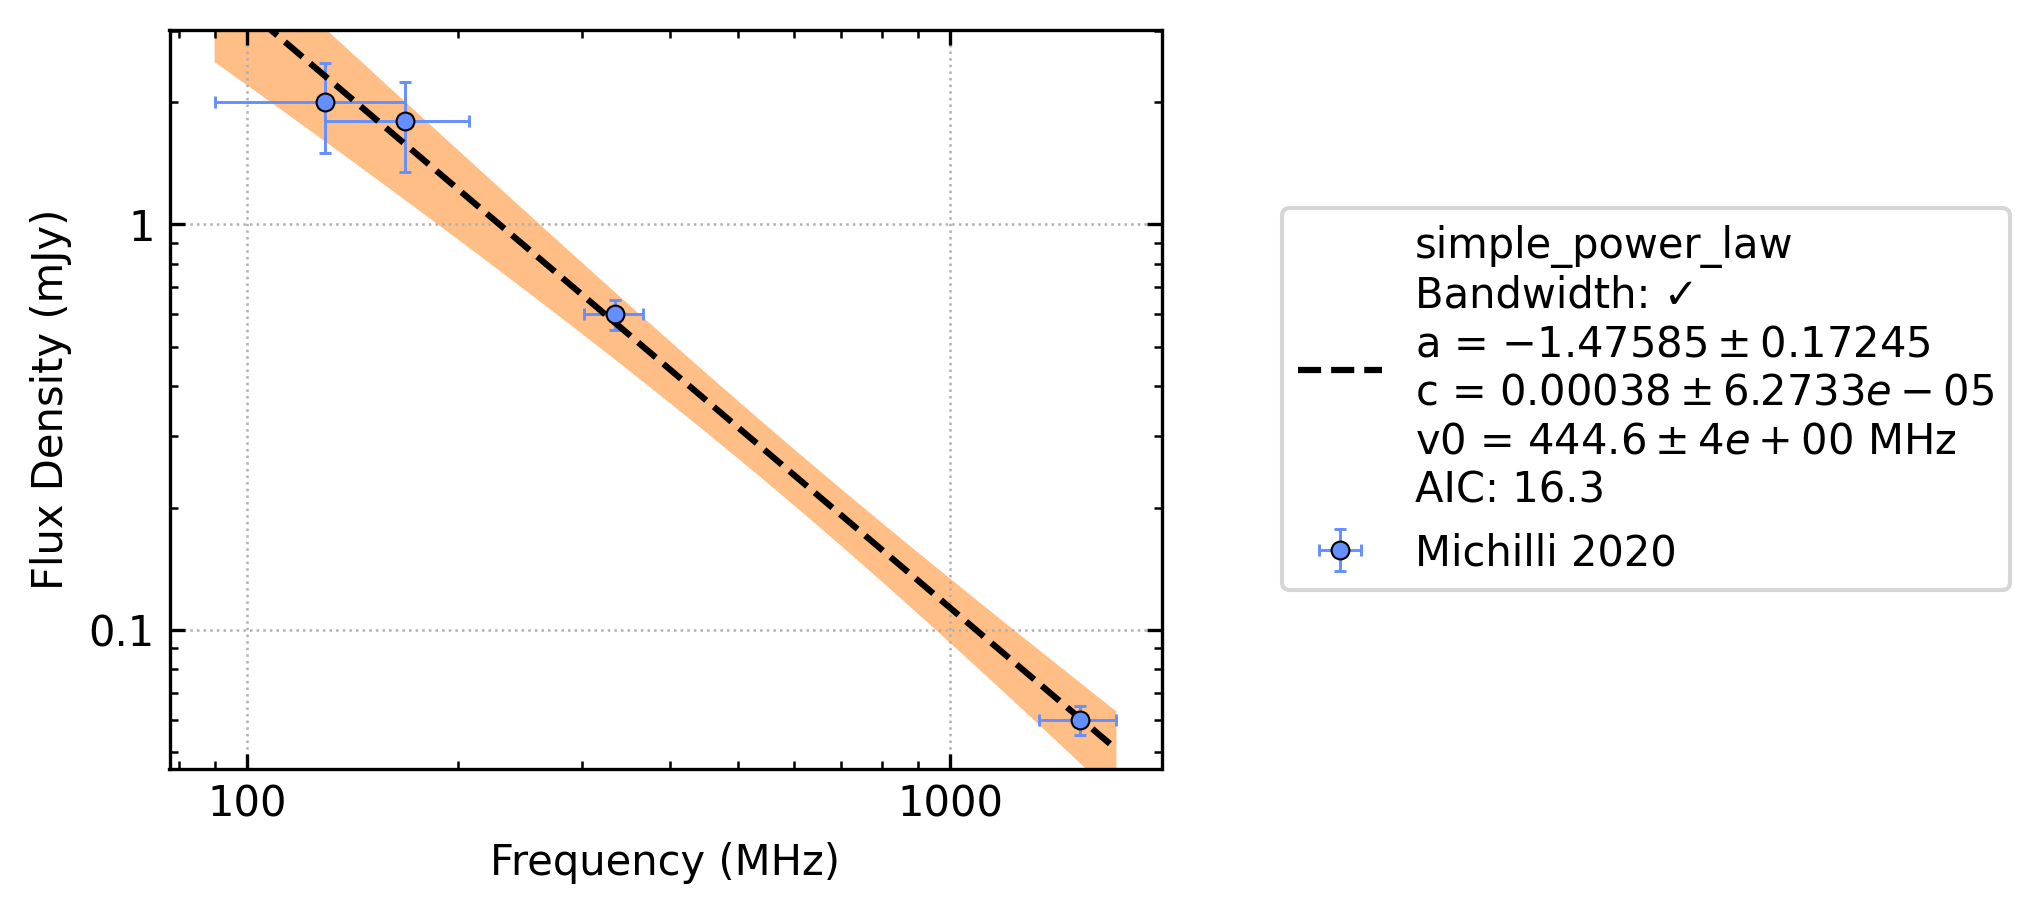 Flux Density (mJy)
1
0.1
100
1000
Frequency (MHz)
simple_power_law
Bandwidth: ✓
a = −1.47585 ± 0.17245
c = 0.00038 ± 6.2733e − 05
v0 = 444.6 ± 4e + 00 MHz
AIC: 16.3
Michilli 2020